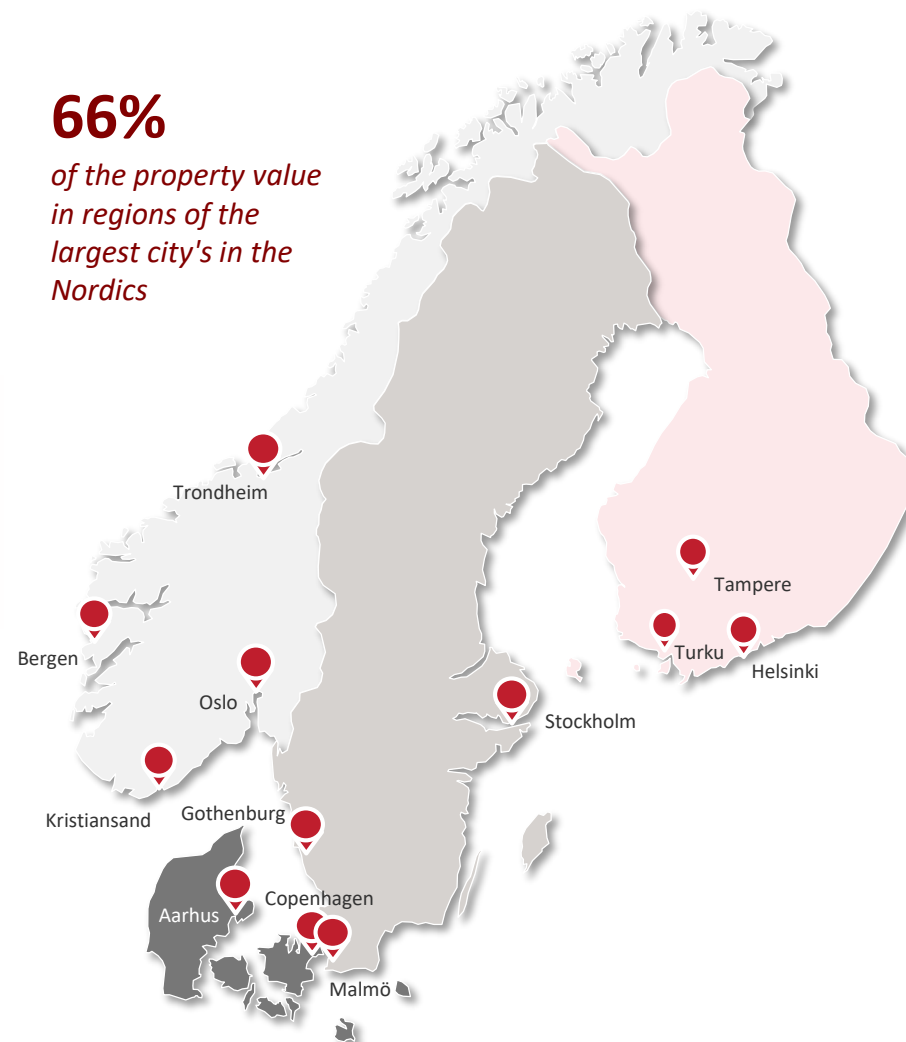 66%
of the property value
in regions of the
largest city's in the
Nordics
Trondheim
Tampere
Bergen
Turku
Helsinki
Oslo
Stockholm
Kristiansand
Gothenburg
Copenhagen
Aarhus
Malmö